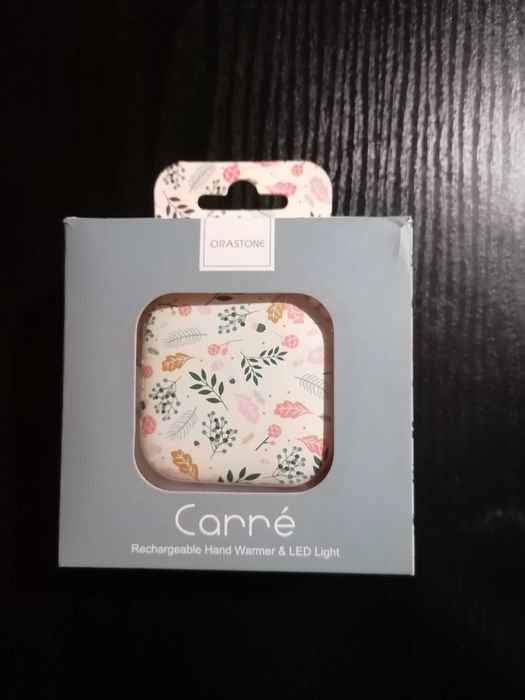 ORASTONE
Carré
Rechargeable Hand Warmer & LED Light